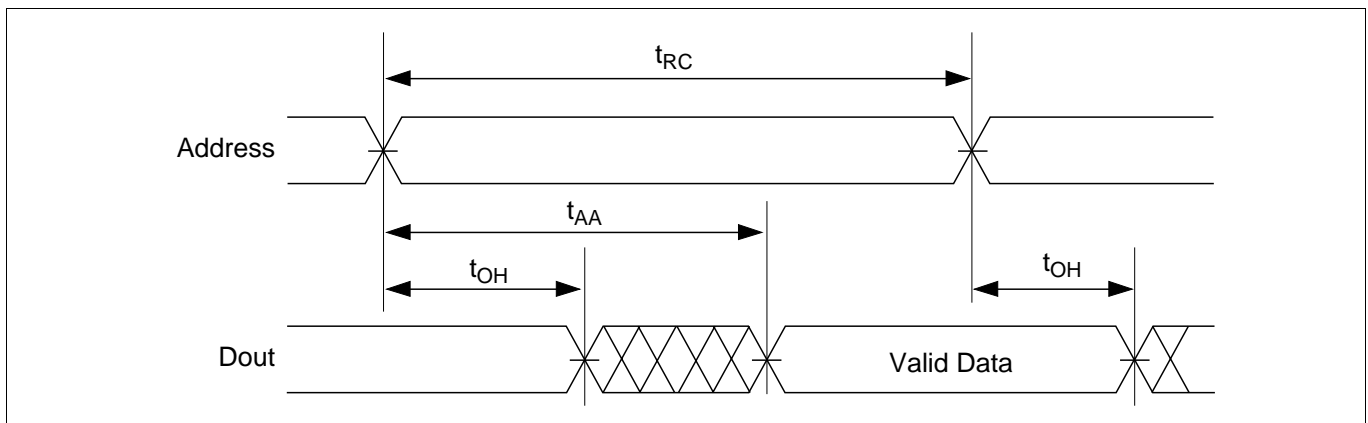 tRC
Address
tAA
tOH
tOH
Dout
Valid Data